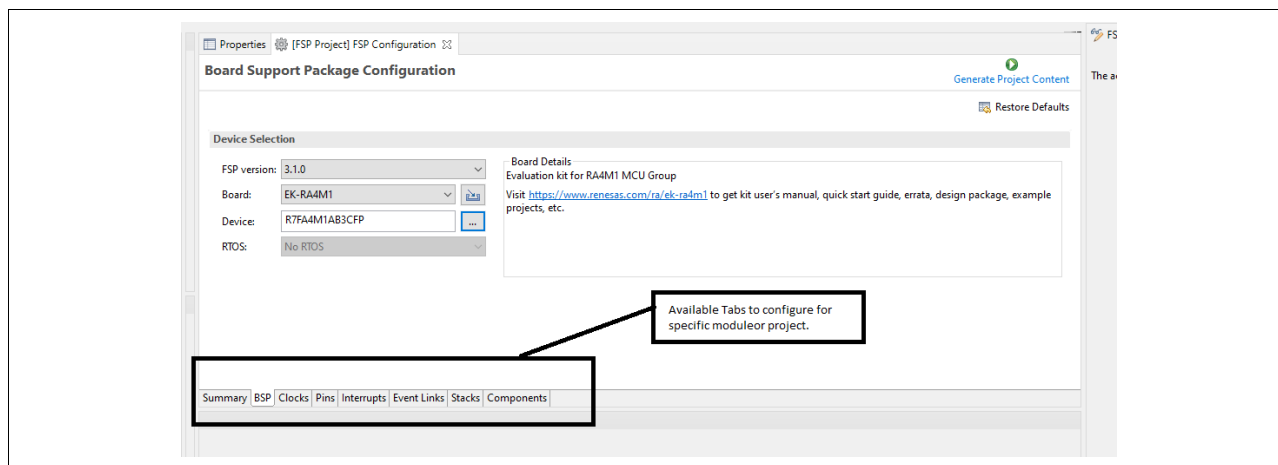 Properties [FSP Project] FSP Configuration
FS
Board Support Package Configuration
Generate Project Content
The a
Restore Defaults
Device Selection
FSP version: 3.1.0
Board: EK-RA4M1
Device: R7FA4M1AB3CFP ...
RTOS: No RTOS
Board Details
Evaluation kit for RA4M1 MCU Group
Visit https://www.renesas.com/ra/ek-ra4m1 to get kit user's manual, quick start guide, errata, design package, example
projects, etc.
Available Tabs to configure for
specific moduleor project.
Summary BSP Clocks Pins Interrupts Event Links Stacks Components